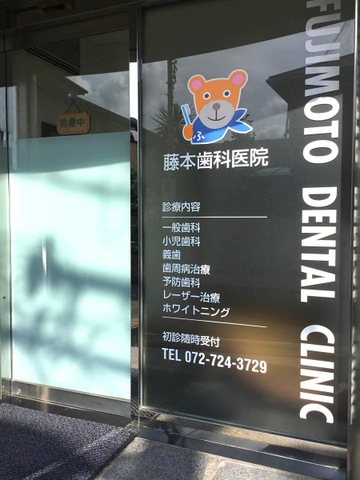 診療中
ふ
藤本歯科医院
診療内容
一般歯科
小児歯科
義歯
歯周病治療
予防歯科
レーザー治療
ホワイトニング
初診随時受付
TEL 072-724-3729
FUJIMOTO DENTAL CLINIC